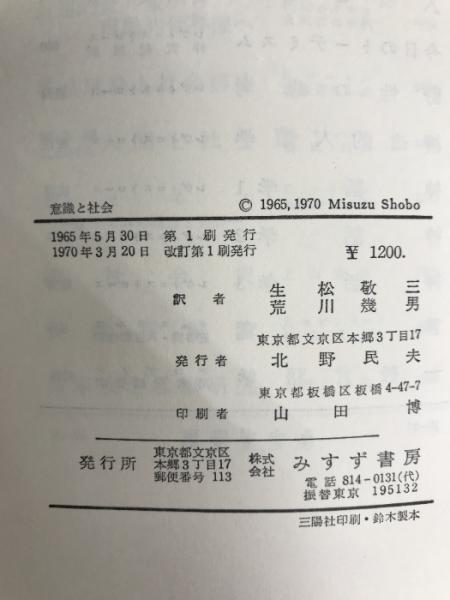 意識と社会
© 1965, 1970 Misuzu Shobo
1965年5月30日 第1刷発行
1970年3月20日 改訂第1刷発行
¥ 1200.
訳者
生松敬三
荒川幾男
東京都文京区本郷3丁目17
発行者 北野民夫
東京都板橋区板橋4-47-7
印刷者 山田博
発行所
東京都文京区
本郷3丁目17
郵便番号 113
株式会社 みすず書房
電話 814-0131(代)
振替東京 195132
三陽社印刷・鈴木製本